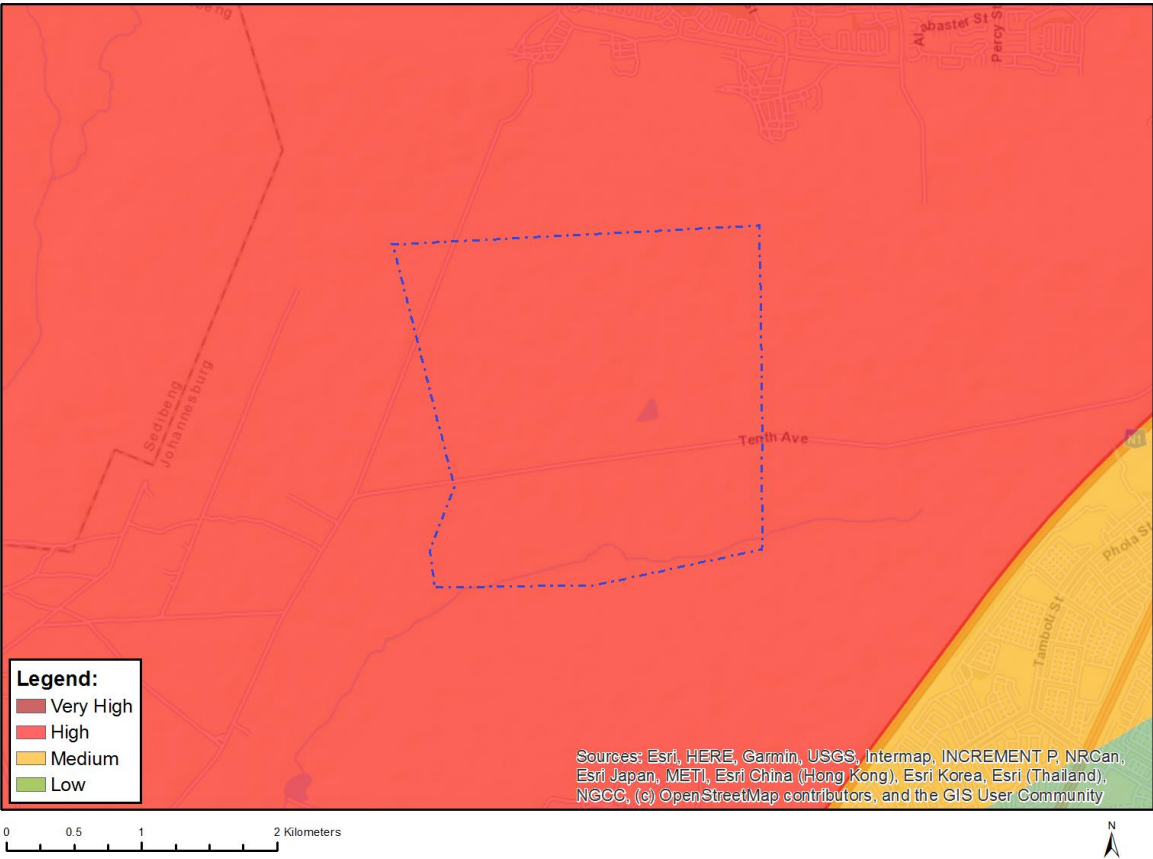 Alabaster St
Percy St
Sedibeng
Johannesburg
Tenth Ave
N1
Phola St
Tamboti St
Legend:
Very High
High
Medium
Low
Sources: Esri, HERE, Garmin, USGS, Intermap, INCREMENT P, NRCan,
Esri Japan, METI, Esri China (Hong Kong), Esri Korea, Esri (Thailand),
NGCC, (c) OpenStreetMap contributors, and the GIS User Community
0 0.5 1 2 Kilometers
N